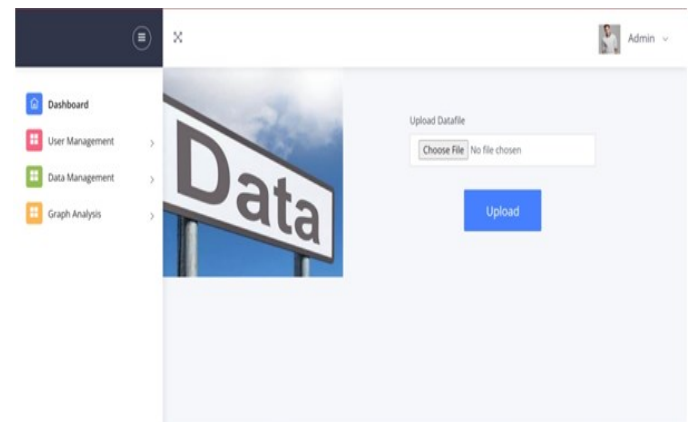 Admin
Dashboard
User Management
Data Management
Graph Analysis
Data
Upload Datafile
Choose File No file chosen
Upload